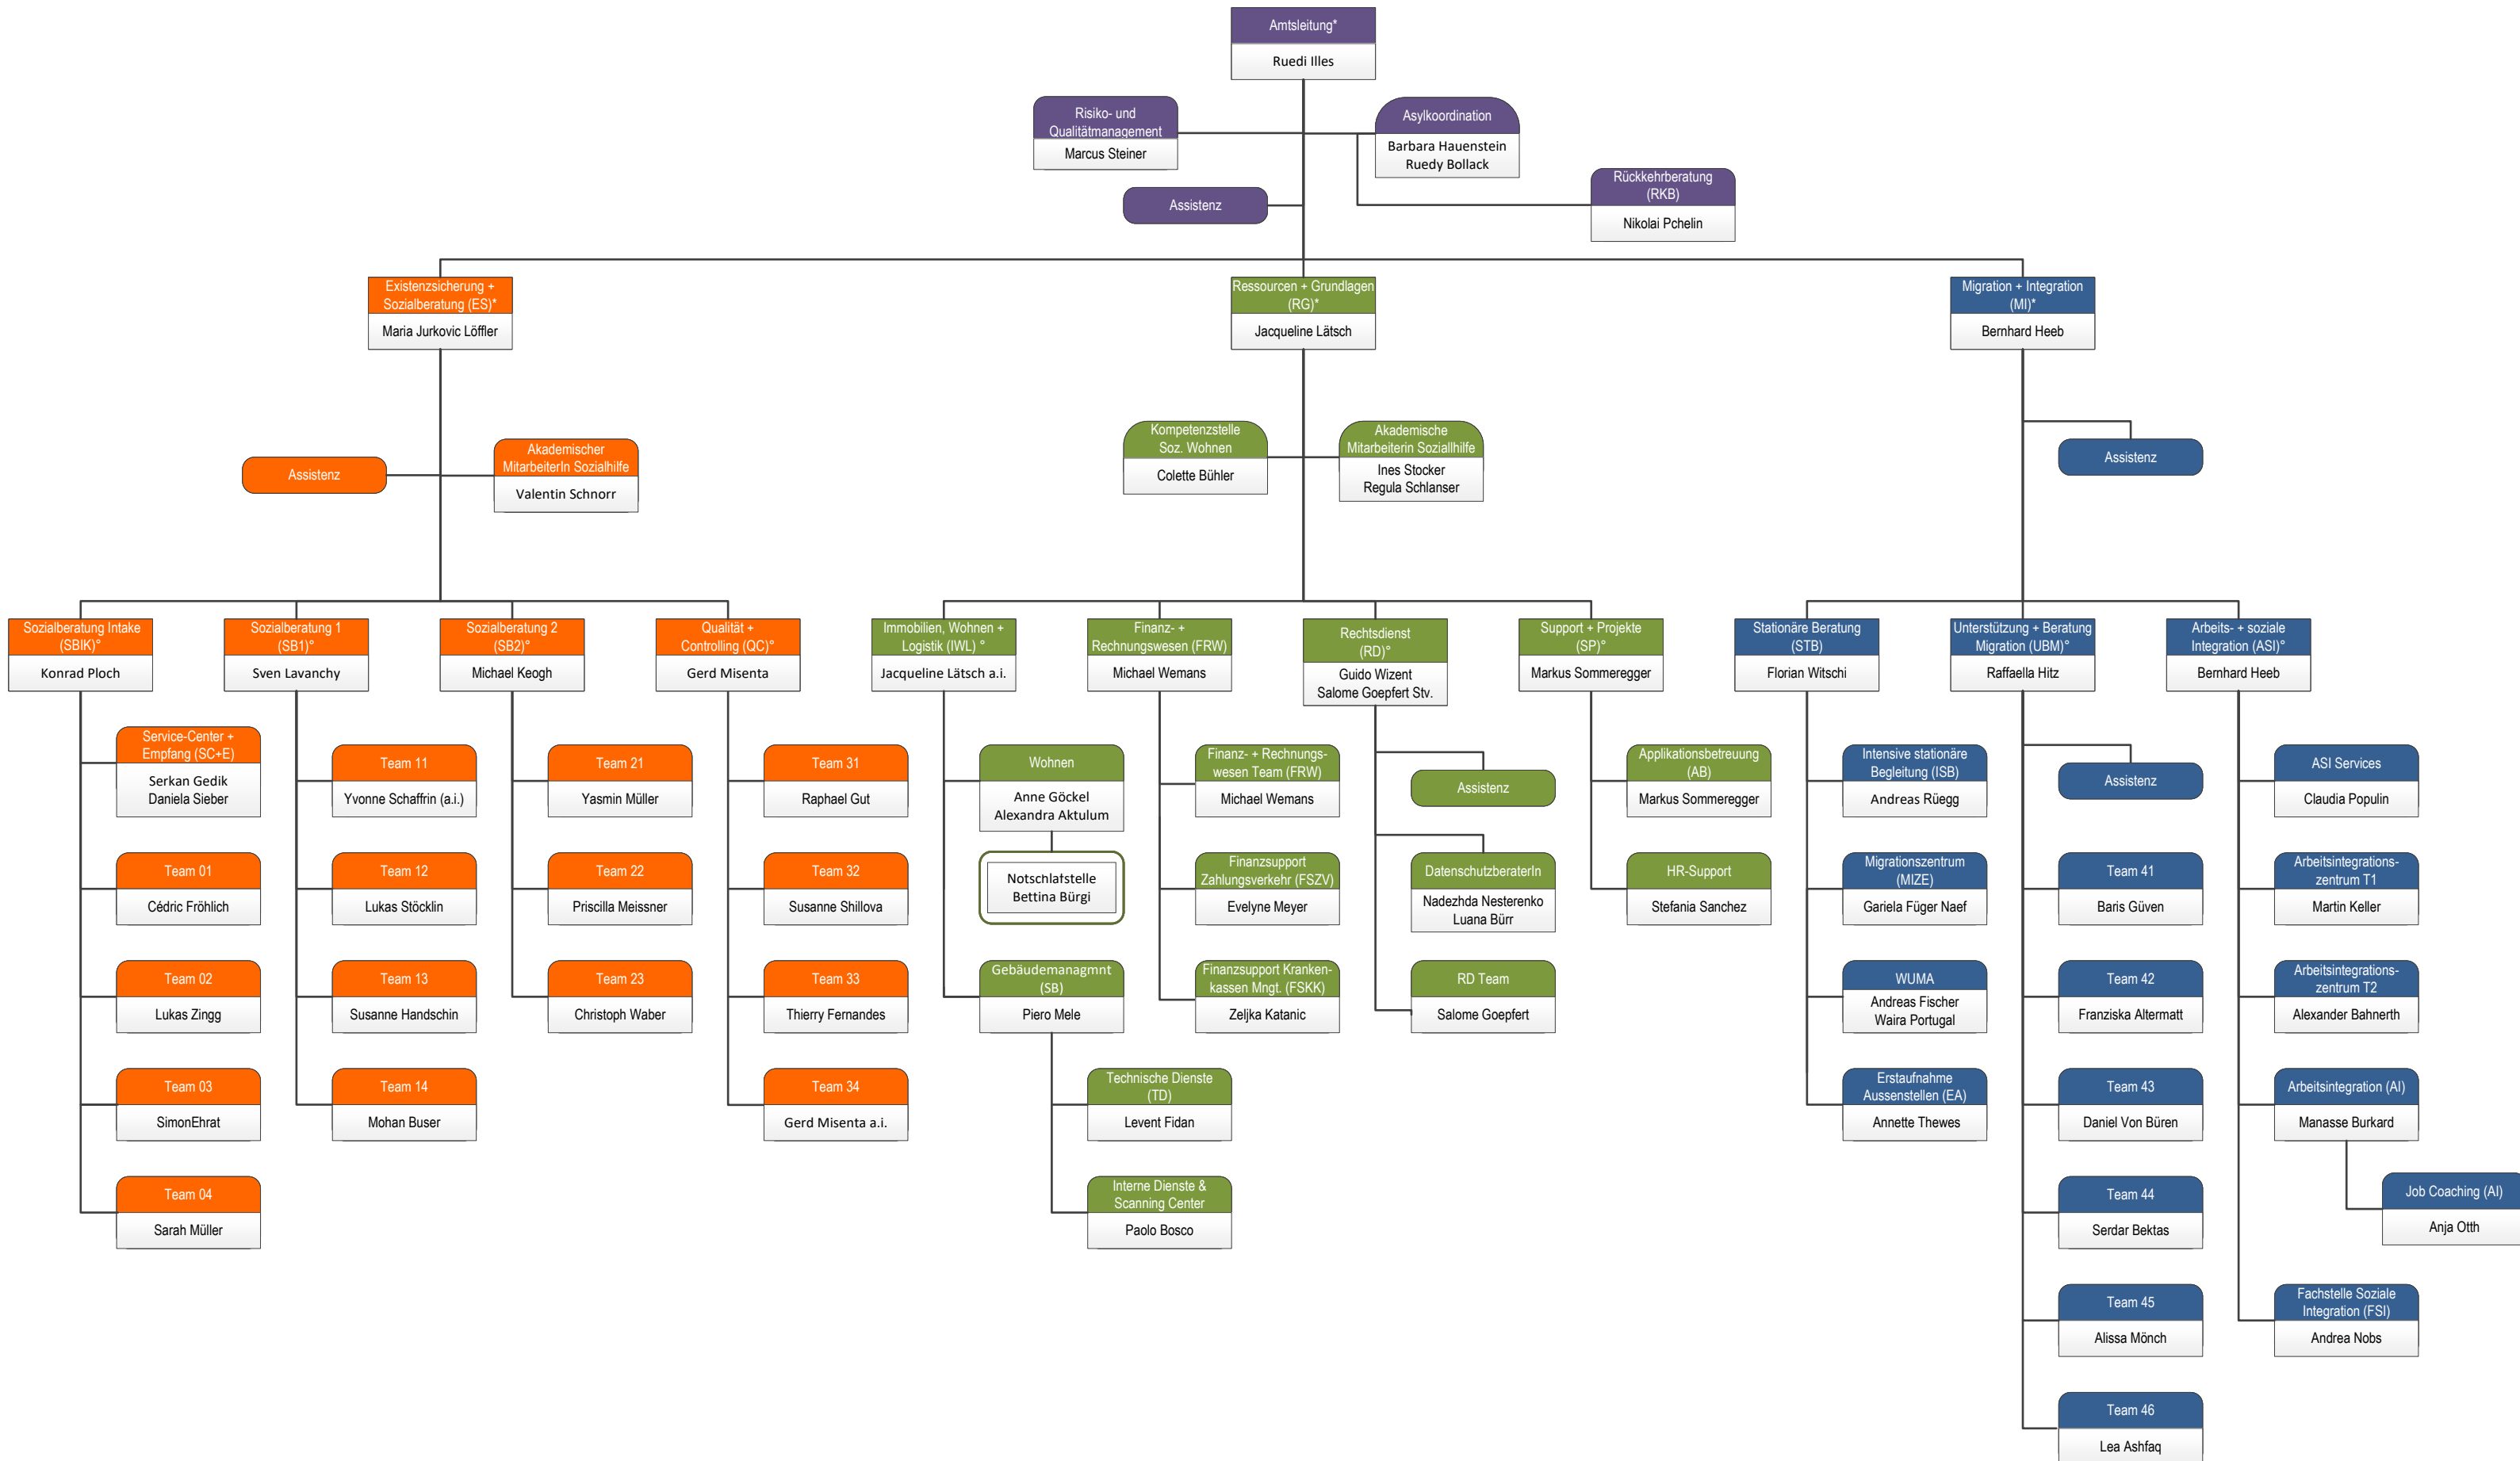 Amtsleitung*
Ruedi Illes
Risiko- und
Qualitätmanagement
Marcus Steiner
Asylkoordination
Barbara Hauenstein
Ruedy Bollack
Assistenz
Rückkehrberatung
(RKB)
Nikolai Pchelin
Existenzsicherung +
Sozialberatung (ES)*
Maria Jurkovic Löffler
Ressourcen + Grundlagen
(RG)*
Jacqueline Lätsch
Migration + Integration
(MI)*
Bernhard Heeb
Assistenz
Akademischer
MitarbeiterIn Sozialhilfe
Valentin Schnorr
Kompetenzstelle
Soz. Wohnen
Colette Bühler
Akademische
Mitarbeiterin Soziallhilfe
Ines Stocker
Regula Schlanser
Assistenz
Sozialberatung Intake
(SBIK)°
Konrad Ploch
Service-Center +
Empfang (SC+E)
Serkan Gedik
Daniela Sieber
Team 01
Cédric Fröhlich
Team 02
Lukas Zingg
Team 03
SimonEhrat
Team 04
Sarah Müller
Sozialberatung 1
(SB1)°
Sven Lavanchy
Team 11
Yvonne Schaffrin (a.i.)
Team 12
Lukas Stöcklin
Team 13
Susanne Handschin
Team 14
Mohan Buser
Sozialberatung 2
(SB2)°
Michael Keogh
Team 21
Yasmin Müller
Team 22
Priscilla Meissner
Team 23
Christoph Waber
Qualität +
Controlling (QC)°
Gerd Misenta
Team 31
Raphael Gut
Team 32
Susanne Shillova
Team 33
Thierry Fernandes
Team 34
Gerd Misenta a.i.
Immobilien, Wohnen +
Logistik (IWL) °
Jacqueline Lätsch a.i.
Wohnen
Anne Göckel
Alexandra Aktulum
Notschlafstelle
Bettina Bürgi
Gebäudemanagmnt
(SB)
Piero Mele
Technische Dienste
(TD)
Levent Fidan
Interne Dienste &
Scanning Center
Paolo Bosco
Finanz- +
Rechnungswesen (FRW)
Michael Wemans
Finanz- + Rechnungs-
wesen Team (FRW)
Michael Wemans
Finanzsupport
Zahlungsverkehr (FSZV)
Evelyne Meyer
Finanzsupport Kranken-
kassen Mngt. (FSKK)
Zeljka Katanic
Rechtsdienst
(RD)°
Guido Wizent
Salome Goepfert Stv.
Assistenz
DatenschutzberaterIn
Nadezhda Nesterenko
Luana Bürr
RD Team
Salome Goepfert
Support + Projekte
(SP)°
Markus Sommeregger
Applikationsbetreuung
(AB)
Markus Sommeregger
HR-Support
Stefania Sanchez
Stationäre Beratung
(STB)
Florian Witschi
Intensive stationäre
Begleitung (ISB)
Andreas Rüegg
Migrationszentrum
(MIZE)
Gariela Füger Naef
WUMA
Andreas Fischer
Waira Portugal
Erstaufnahme
Aussenstellen (EA)
Annette Thewes
Unterstützung + Beratung
Migration (UBM)°
Raffaella Hitz
Assistenz
Team 41
Baris Güven
Team 42
Franziska Altermatt
Team 43
Daniel Von Büren
Team 44
Serdar Bektas
Team 45
Alissa Mönch
Team 46
Lea Ashfaq
Arbeits- + soziale
Integration (ASI)°
Bernhard Heeb
ASI Services
Claudia Populin
Arbeitsintegrations-
zentrum T1
Martin Keller
Arbeitsintegrations-
zentrum T2
Alexander Bahnerth
Arbeitsintegration (AI)
Manasse Burkard
Job Coaching (AI)
Anja Otth
Fachstelle Soziale
Integration (FSI)
Andrea Nobs